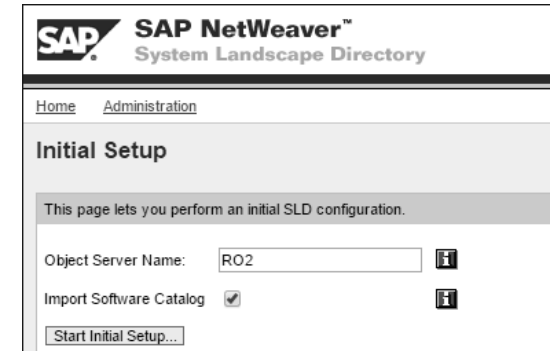 SAP
SAP NetWeaver™
System Landscape Directory
Home Administration
Initial Setup
This page lets you perform an initial SLD configuration.
Object Server Name: RO2
Import Software Catalog
Start Initial Setup...